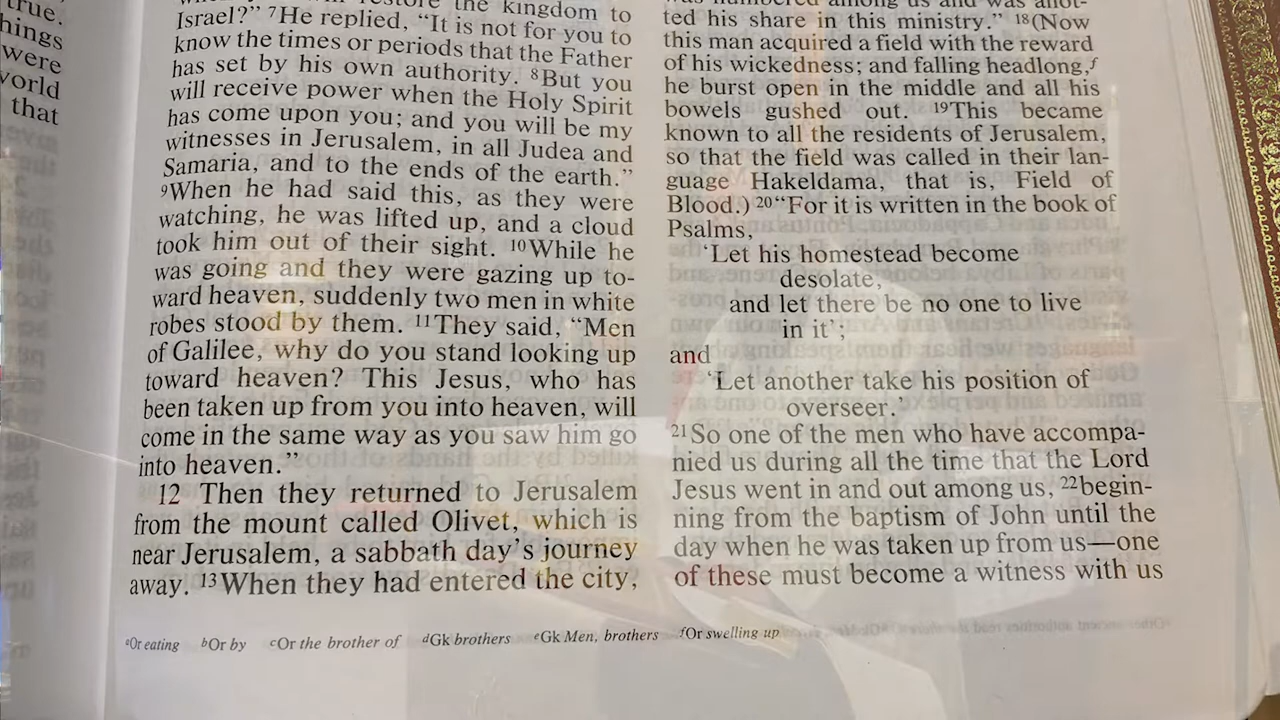 true.
hings
were
world
that
the kingdom to
Israel?” 7He replied, “It is not for you to
know the times or periods that the Father
has set by his own authority. 8But you
will receive power when the Holy Spirit
has come upon you; and you will be my
witnesses in Jerusalem, in all Judea and
Samaria, and to the ends of the earth.”
9When he had said this, as they were
watching, he was lifted up, and a cloud
took him out of their sight. 10While he
was going and they were gazing up to-
ward heaven, suddenly two men in white
robes stood by them. 11They said, “Men
of Galilee, why do you stand looking up
toward heaven? This Jesus, who has
been taken up from you into heaven, will
come in the same way as you saw him go
into heaven.”
12 Then they returned to Jerusalem
from the mount called Olivet, which is
near Jerusalem, a sabbath day’s journey
away. 13When they had entered the city,
was numbered among us and was allot-
ted his share in this ministry.” 18(Now
this man acquired a field with the reward
of his wickedness; and falling headlong,f
he burst open in the middle and all his
bowels gushed out. 19This became
known to all the residents of Jerusalem,
so that the field was called in their lan-
guage Hakeldama, that is, Field of
Blood.) 20“For it is written in the book of
Psalms,
‘Let his homestead become
desolate,
and let there be no one to live
in it’;
and
‘Let another take his position of
overseer.’
21So one of the men who have accompa-
nied us during all the time that the Lord
Jesus went in and out among us, 22begin-
ning from the baptism of John until the
day when he was taken up from us—one
of these must become a witness with us
aOr eating bOr by cOr the brother of dGk brothers eGk Men, brothers fOr swelling up